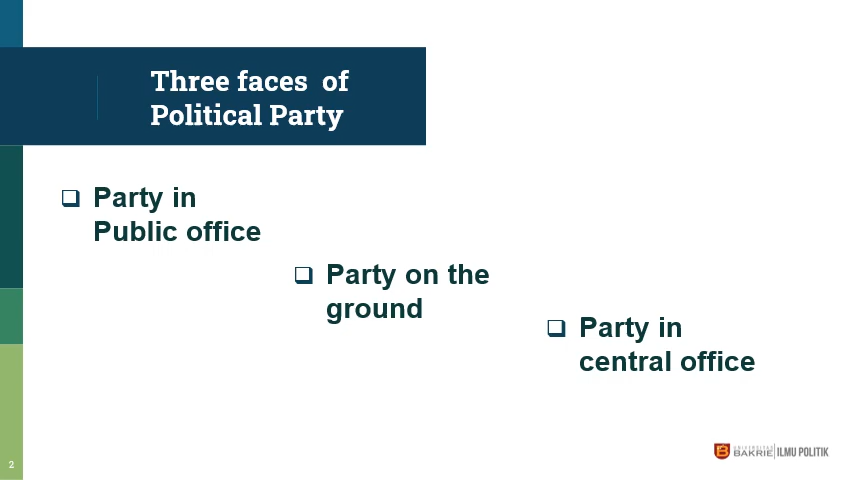 Three faces of
Political Party
❑ Party in
Public office
❑ Party on the
ground
❑ Party in
central office
2
UNIVERSITAS
BAKRIE
ILMU POLITIK